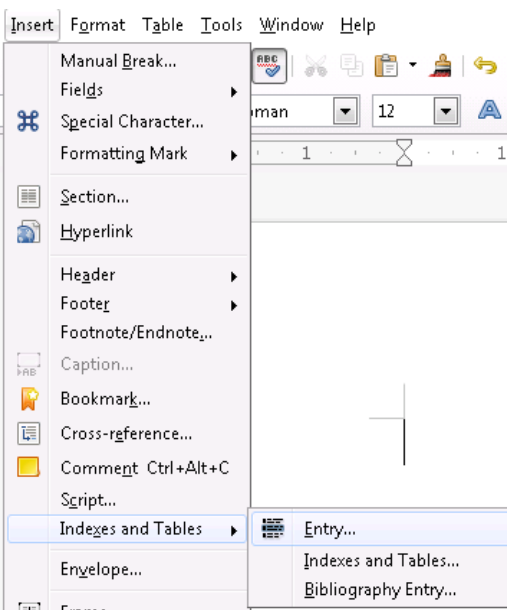 Insert Format Table Tools Window Help
Manual Break...
Fields
Special Character...
Formatting Mark
Section...
Hyperlink
Header
Footer
Footnote/Endnote...
Caption...
Bookmark...
Cross-reference...
Comment Ctrl+Alt+C
Script...
Indexes and Tables
Envelope...
ABC
12
1 1
Entry...
Indexes and Tables...
Bibliography Entry...